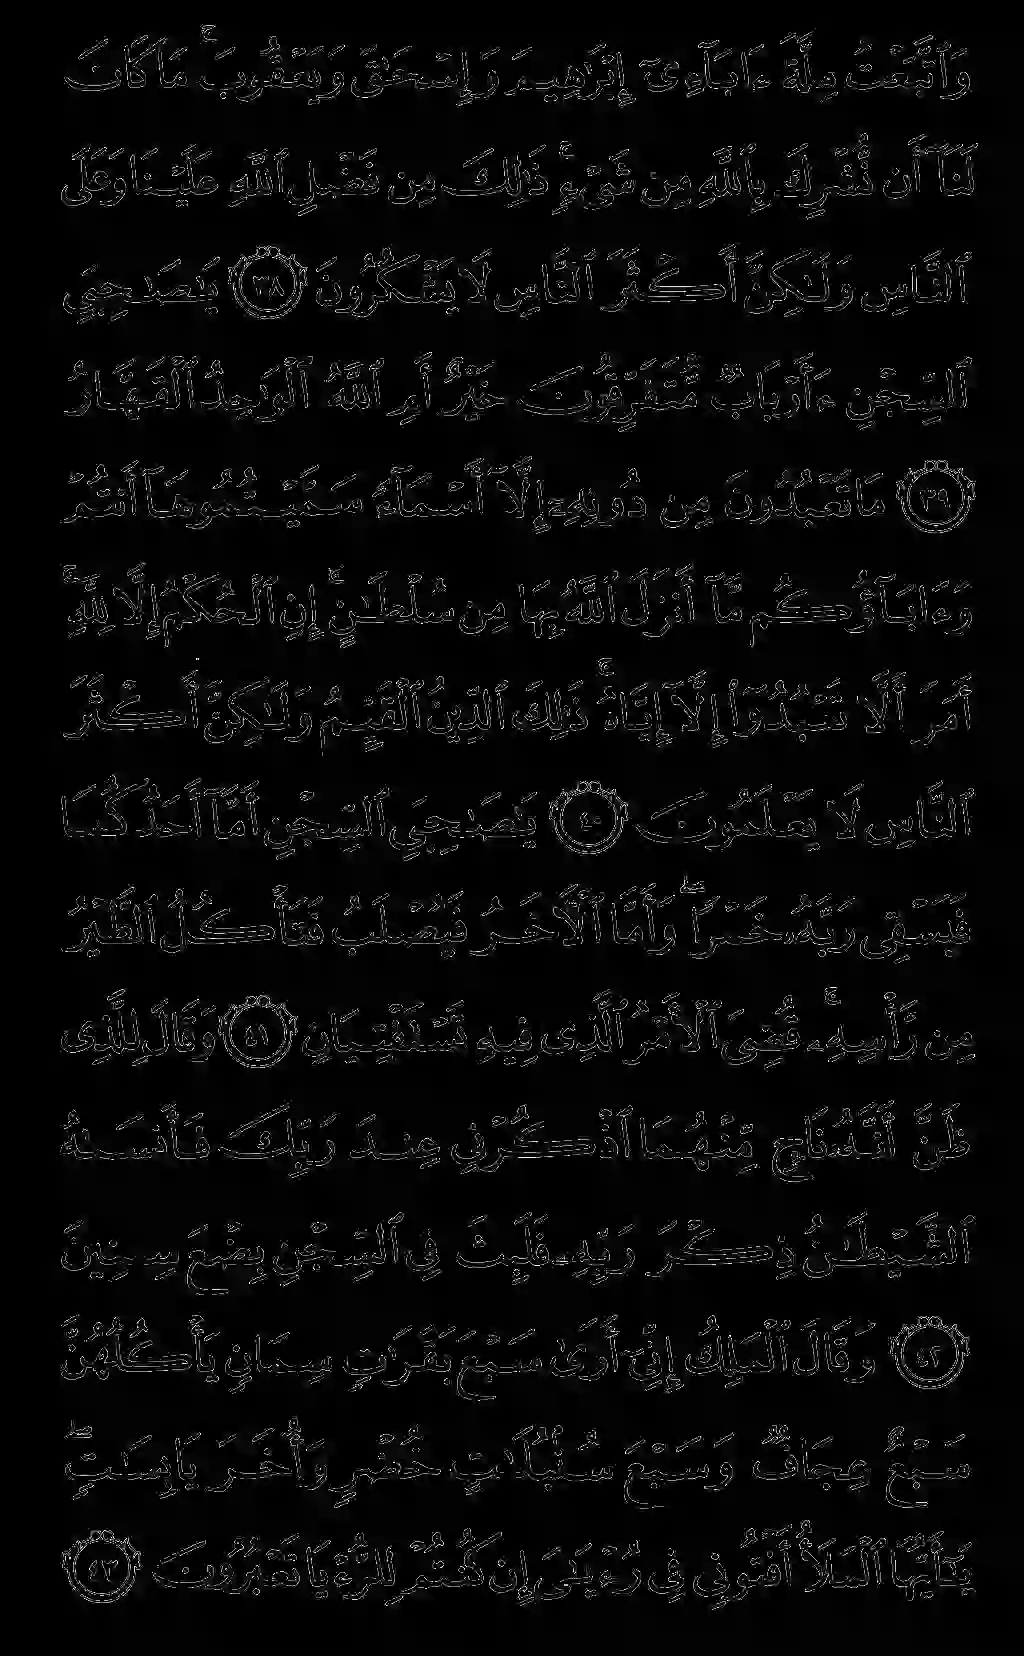 وَٱتَّبَعْتُ مِلَّةَ ءَابَآءِىٓ إِبْرَٰهِيمَ وَإِسْحَٰقَ وَيَعْقُوبَ ۚ مَا كَانَ
لَنَآ أَن نُّشْرِكَ بِٱللَّهِ مِن شَىْءٍ ۚ ذَٰلِكَ مِن فَضْلِ ٱللَّهِ عَلَيْنَا وَعَلَى
ٱلنَّاسِ وَلَٰكِنَّ أَكْثَرَ ٱلنَّاسِ لَا يَشْكُرُونَ ٣٨ يَٰصَىٰحِبَىِ
ٱلسِّجْنِ ءَأَرْبَابٌ مُّتَفَرِّقُونَ خَيْرٌ أَمِ ٱللَّهُ ٱلْوَٰحِدُ ٱلْقَهَّارُ
٣٩ مَا تَعْبُدُونَ مِن دُونِهِۦٓ إِلَّآ أَسْمَآءً سَمَّيْتُمُوهَآ أَنتُمْ
وَءَابَآؤُكُم مَّآ أَنزَلَ ٱللَّهُ بِهَا مِن سُلْطَٰنٍ ۚ إِنِ ٱلْحُكْمُ إِلَّا لِلَّهِ ۚ
أَمَرَ أَلَّا تَعْبُدُوٓا۟ إِلَّآ إِيَّاهُ ۚ ذَٰلِكَ ٱلدِّينُ ٱلْقَيِّمُ وَلَٰكِنَّ أَكْثَرَ
ٱلنَّاسِ لَا يَعْلَمُونَ ٤٠ يَٰصَىٰحِبَىِ ٱلسِّجْنِ أَمَّآ أَحَدُكُمَا
فَيَسْقِى رَبَّهُۥ خَمْرًا ۖ وَأَمَّا ٱلْءَاخَرُ فَيُصْلَبُ فَتَأْكُلُ ٱلطَّيْرُ
مِن رَّأْسِهِۦ ۚ قُضِىَ ٱلْأَمْرُ ٱلَّذِى فِيهِ تَسْتَفْتِيَانِ ٤١ وَقَالَ لِلَّذِى
ظَنَّ أَنَّهُۥ نَاجٍ مِّنْهُمَا ٱذْكُرْنِى عِندَ رَبِّكَ فَأَنسَىٰهُ
ٱلشَّيْطَٰنُ ذِكْرَ رَبِّهِۦ فَلَبِثَ فِى ٱلسِّجْنِ بِضْعَ سِنِينَ
٤٢ وَقَالَ ٱلْمَلِكُ إِنِّىٓ أَرَىٰ سَبْعَ بَقَرَٰتٍ سِمَانٍ يَأْكُلُهُنَّ
سَبْعٌ عِجَافٌ وَسَبْعَ سُنۢبُلَٰتٍ خُضْرٍ وَأُخَرَ يَابِسَٰتٍ ۖ
يَٰٓأَيُّهَا ٱلْمَلَأُ أَفْتُونِى فِى رُءْيَٰىَ إِن كُنتُمْ لِلرُّءْيَا تَعْبُرُونَ ٤٣